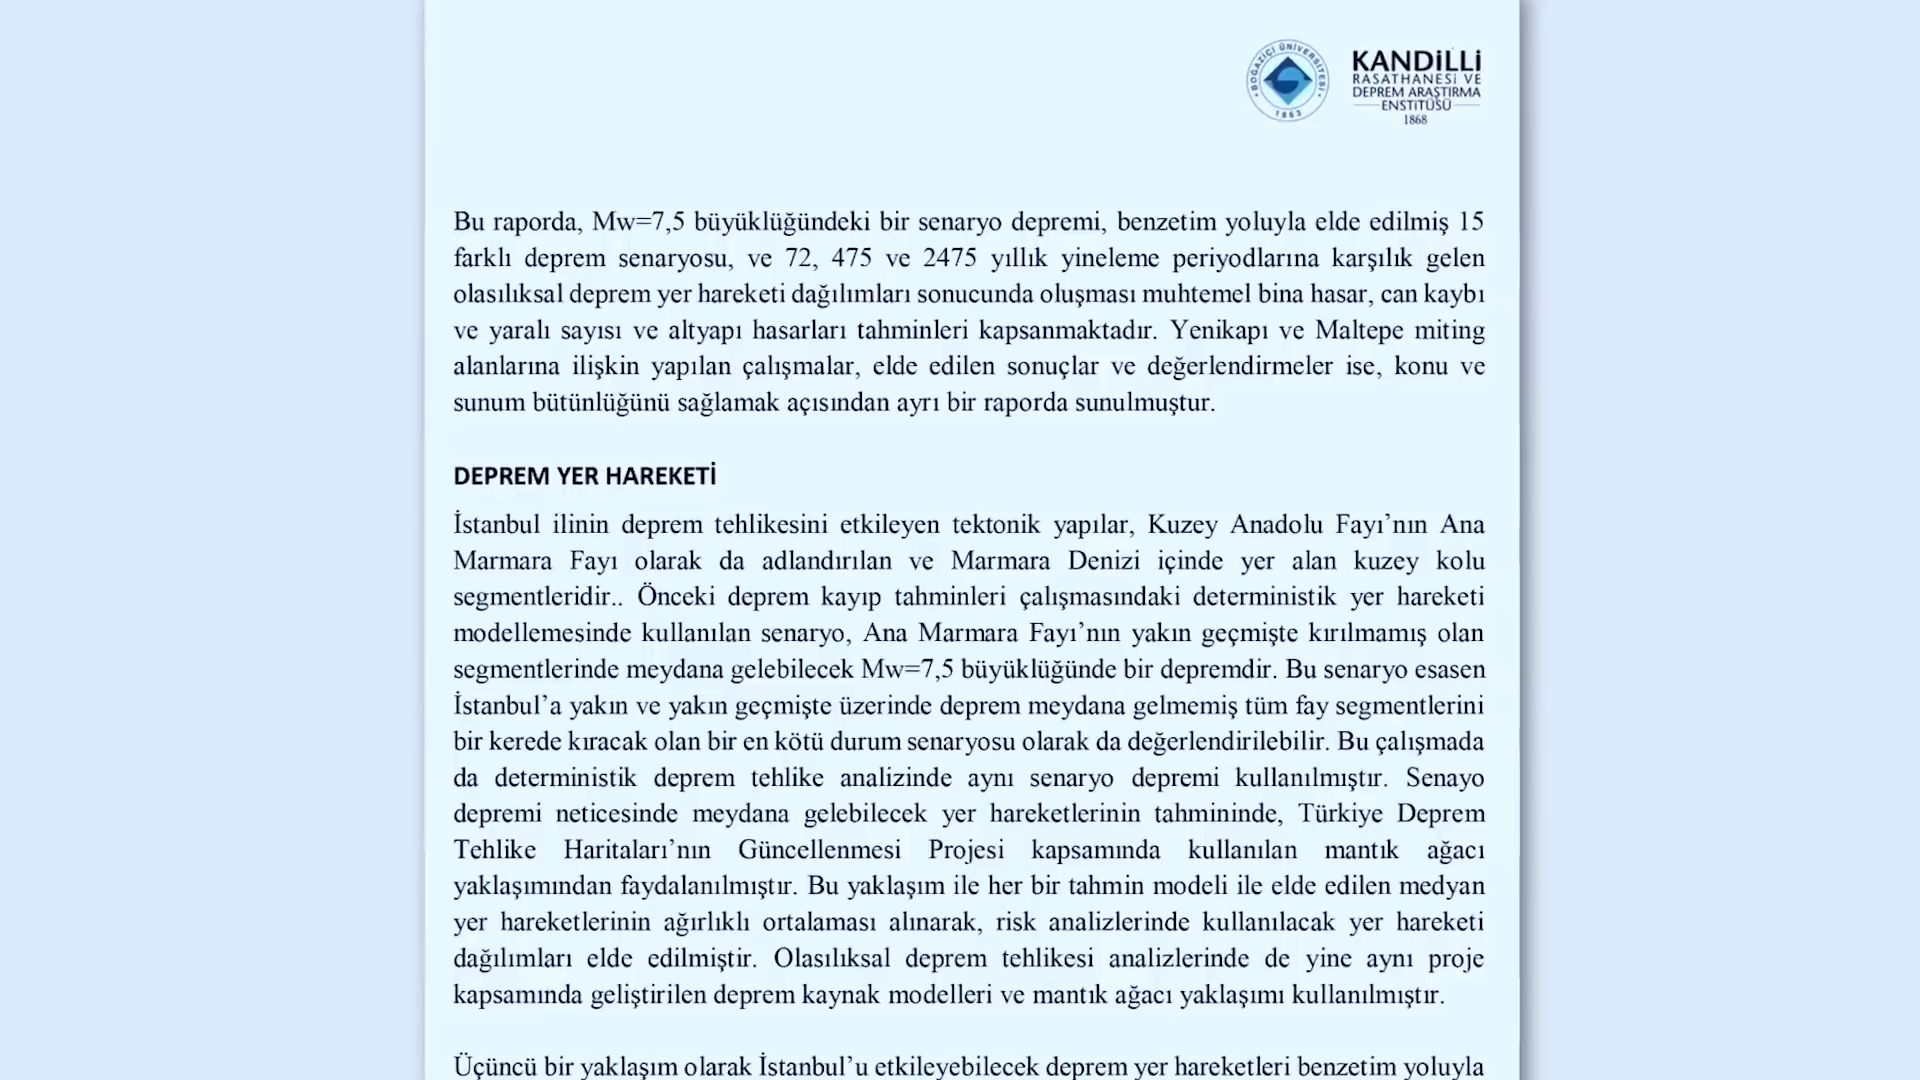 BOĞAZİÇİ ÜNİVERSİTESİ
1863
KANDİLLİ
RASATHANESİ VE
DEPREM ARAŞTIRMA
ENSTİTÜSÜ
1868
Bu raporda, Mw=7,5 büyüklüğündeki bir senaryo depremi, benzetim yoluyla elde edilmiş 15
farklı deprem senaryosu, ve 72, 475 ve 2475 yıllık yineleme periyodlarına karşılık gelen
olasılıksal deprem yer hareketi dağılımları sonucunda oluşması muhtemel bina hasar, can kaybı
ve yaralı sayısı ve altyapı hasarları tahminleri kapsanmaktadır. Yenikapı ve Maltepe miting
alanlarına ilişkin yapılan çalışmalar, elde edilen sonuçlar ve değerlendirmeler ise, konu ve
sunum bütünlüğünü sağlamak açısından ayrı bir raporda sunulmuştur.
DEPREM YER HAREKETİ
İstanbul ilinin deprem tehlikesini etkileyen tektonik yapılar, Kuzey Anadolu Fayı’nın Ana
Marmara Fayı olarak da adlandırılan ve Marmara Denizi içinde yer alan kuzey kolu
segmentleridir.. Önceki deprem kayıp tahminleri çalışmasındaki deterministik yer hareketi
modellemesinde kullanılan senaryo, Ana Marmara Fayı’nın yakın geçmişte kırılmamış olan
segmentlerinde meydana gelebilecek Mw=7,5 büyüklüğünde bir depremdir. Bu senaryo esasen
İstanbul’a yakın ve yakın geçmişte üzerinde deprem meydana gelmemiş tüm fay segmentlerini
bir kerede kıracak olan bir en kötü durum senaryosu olarak da değerlendirilebilir. Bu çalışmada
da deterministik deprem tehlike analizinde aynı senaryo depremi kullanılmıştır. Senayo
depremi neticesinde meydana gelebilecek yer hareketlerinin tahmininde, Türkiye Deprem
Tehlike Haritaları’nın Güncellenmesi Projesi kapsamında kullanılan mantık ağacı
yaklaşımından faydalanılmıştır. Bu yaklaşım ile her bir tahmin modeli ile elde edilen medyan
yer hareketlerinin ağırlıklı ortalaması alınarak, risk analizlerinde kullanılacak yer hareketi
dağılımları elde edilmiştir. Olasılıksal deprem tehlikesi analizlerinde de yine aynı proje
kapsamında geliştirilen deprem kaynak modelleri ve mantık ağacı yaklaşımı kullanılmıştır.
Üçüncü bir yaklaşım olarak İstanbul’u etkileyebilecek deprem yer hareketleri benzetim yoluyla